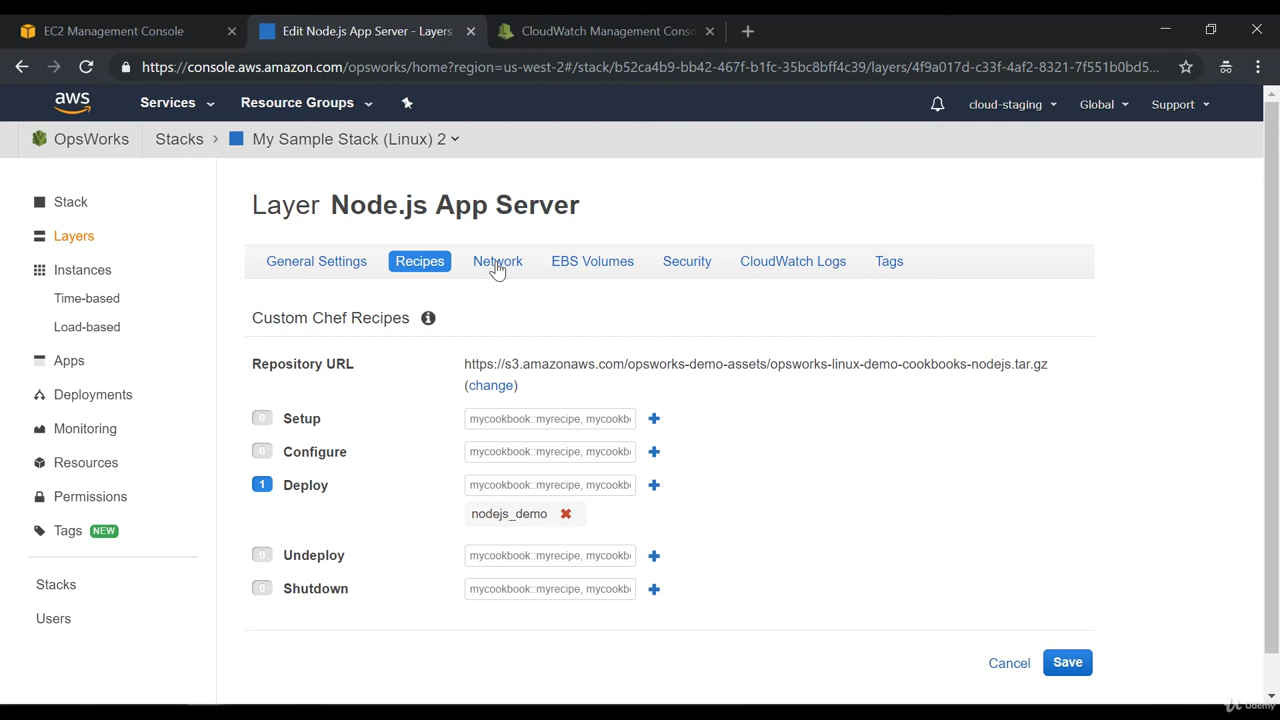 EC2 Management Console
Edit Node.js App Server - Layers
CloudWatch Management Conso
https://console.aws.amazon.com/opsworks/home?region=us-west-2#/stack/b52ca4b9-bb42-467f-b1fc-35bc8bff4c39/layers/4f9a017d-c33f-4af2-8321-7f551b0bd5...
aws
Services
Resource Groups
cloud-staging
Global
Support
OpsWorks
Stacks
My Sample Stack (Linux) 2
Stack
Layers
Instances
Time-based
Load-based
Apps
Deployments
Monitoring
Resources
Permissions
Tags NEW
Stacks
Users
Layer Node.js App Server
General Settings
Recipes
Network
EBS Volumes
Security
CloudWatch Logs
Tags
Custom Chef Recipes
Repository URL
https://s3.amazonaws.com/opsworks-demo-assets/opsworks-linux-demo-cookbooks-nodejs.tar.gz
(change)
0 Setup mycookbook::myrecipe, mycookb
0 Configure mycookbook::myrecipe, mycookb
1 Deploy mycookbook::myrecipe, mycookb
nodejs_demo
0 Undeploy mycookbook::myrecipe, mycookb
0 Shutdown mycookbook::myrecipe, mycookb
Cancel
Save
Udemy